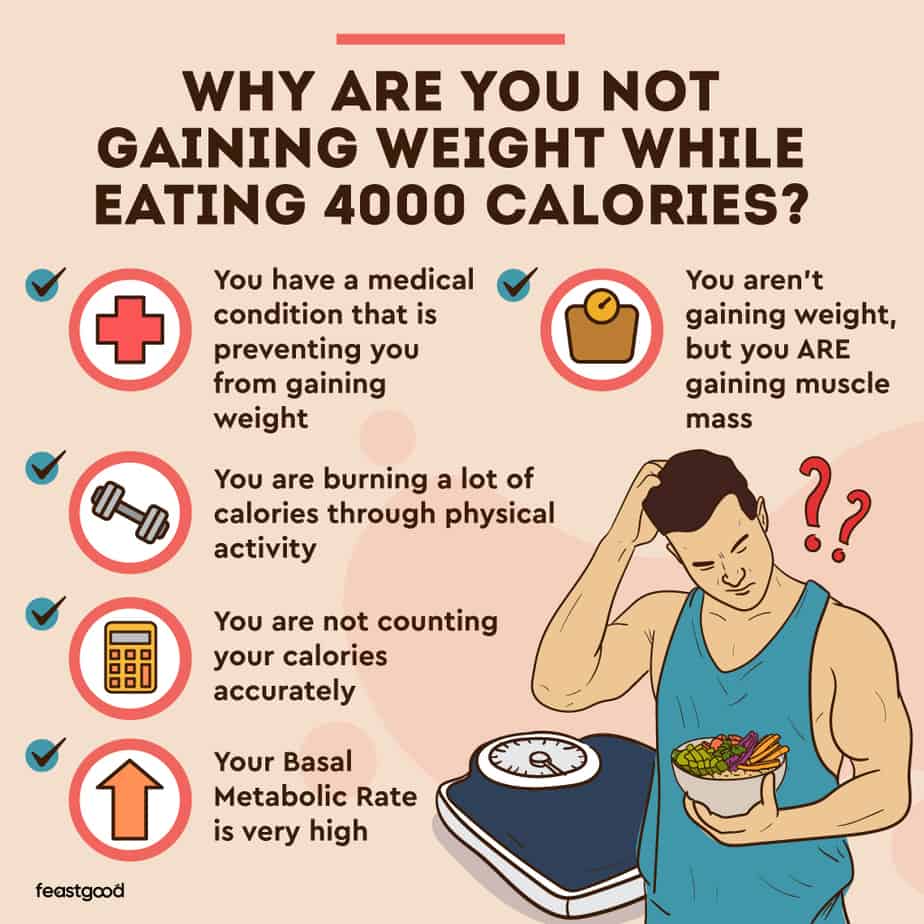 WHY ARE YOU NOT
GAINING WEIGHT WHILE
EATING 4000 CALORIES?
You have a medical
condition that is
preventing you
from gaining
weight
You are burning a lot of
calories through physical
activity
You are not counting
your calories
accurately
Your Basal
Metabolic Rate
is very high
You aren't
gaining weight,
but you ARE
gaining muscle
mass
??
feastgood